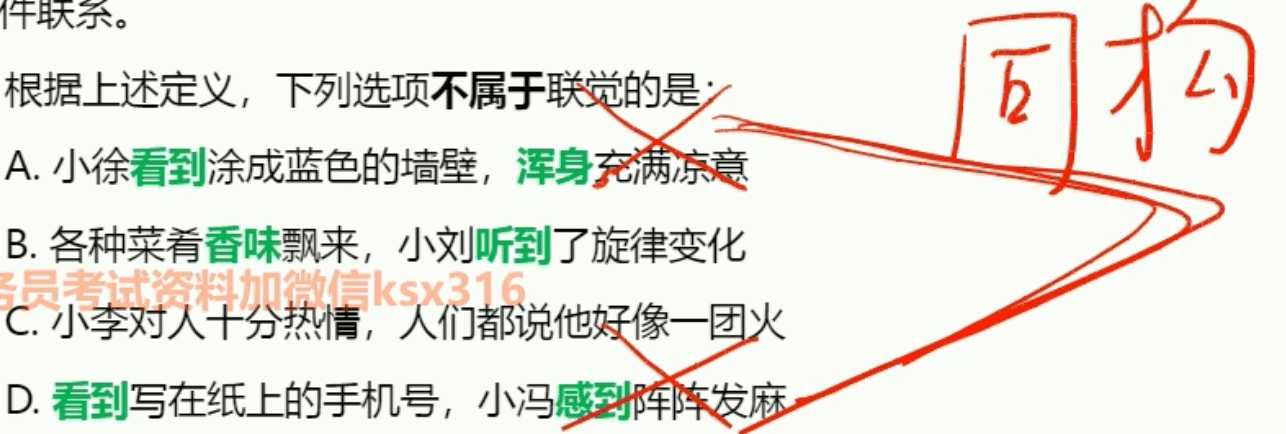 件联系。
同构
根据上述定义，下列选项不属于联觉的是：
A. 小徐看到涂成蓝色的墙壁，浑身充满凉意
B. 各种菜肴香味飘来，小刘听到了旋律变化
务员考试资料加微信ksx316
C. 小李对人十分热情，人们都说他好像一团火
D. 看到写在纸上的手机号，小冯感到阵阵发麻